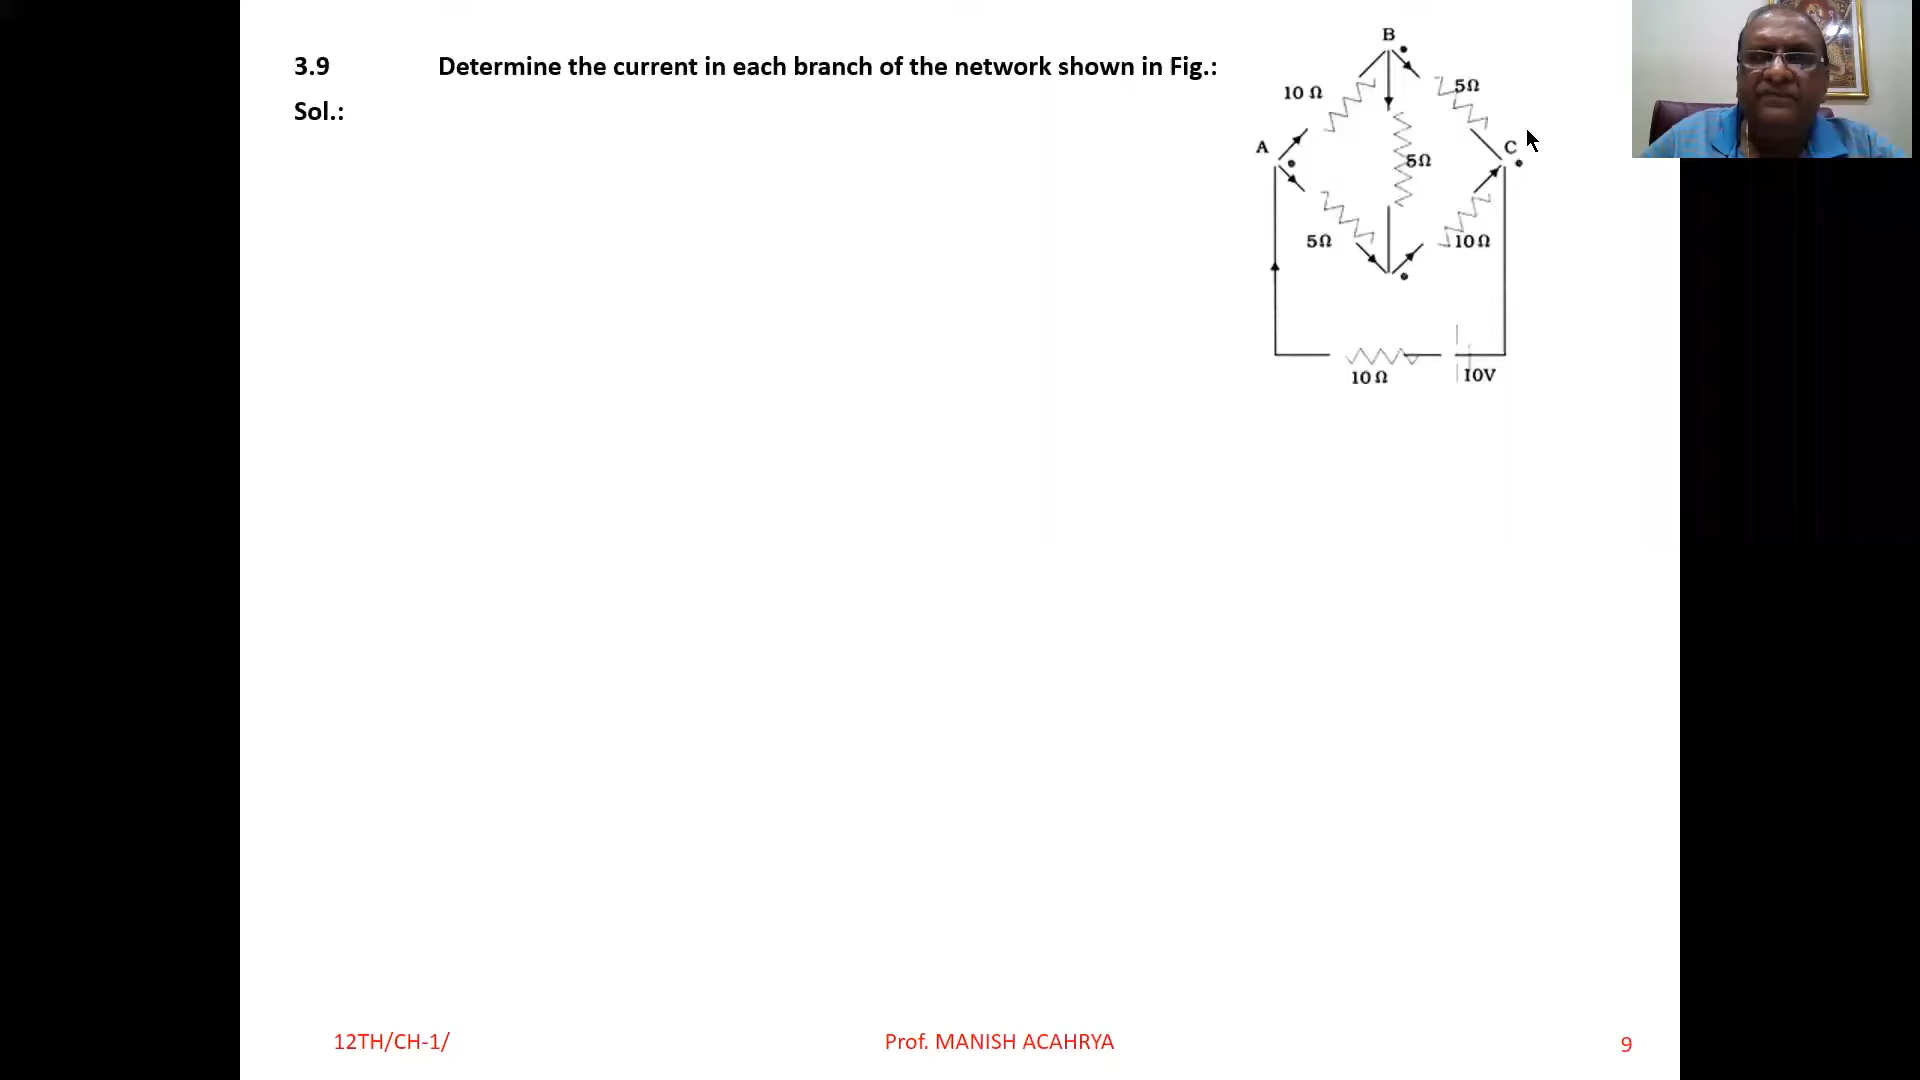 3.9 Determine the current in each branch of the network shown in Fig.:
Sol.:
B
10 Ω
5Ω
A
C
5Ω
5Ω
10Ω
10Ω
10V
12TH/CH-1/
Prof. MANISH ACAHRYA
9